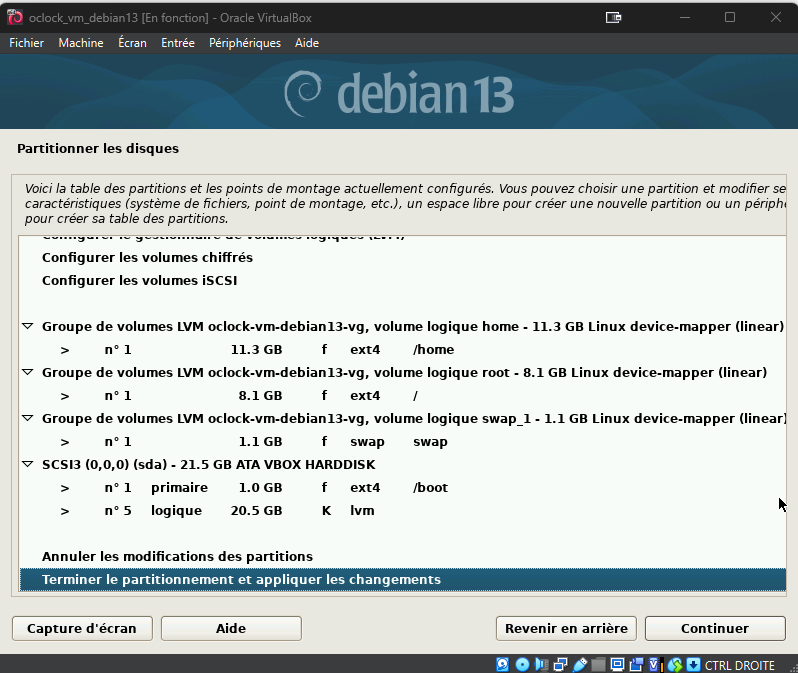 oclock_vm_debian13 [En fonction] - Oracle VirtualBox
Fichier Machine Écran Entrée Périphériques Aide
debian 13
Partitionner les disques
Voici la table des partitions et les points de montage actuellement configurés. Vous pouvez choisir une partition et modifier se
caractéristiques (système de fichiers, point de montage, etc.), un espace libre pour créer une nouvelle partition ou un périphé
pour créer sa table des partitions.
Configurer le gestionnaire de volumes logiques (LVM)
Configurer les volumes chiffrés
Configurer les volumes iSCSI
Groupe de volumes LVM oclock-vm-debian13-vg, volume logique home - 11.3 GB Linux device-mapper (linear)
> n° 1 11.3 GB f ext4 /home
Groupe de volumes LVM oclock-vm-debian13-vg, volume logique root - 8.1 GB Linux device-mapper (linear)
> n° 1 8.1 GB f ext4 /
Groupe de volumes LVM oclock-vm-debian13-vg, volume logique swap_1 - 1.1 GB Linux device-mapper (linear)
> n° 1 1.1 GB f swap swap
SCSI3 (0,0,0) (sda) - 21.5 GB ATA VBOX HARDDISK
> n° 1 primaire 1.0 GB f ext4 /boot
> n° 5 logique 20.5 GB K lvm
Annuler les modifications des partitions
Terminer le partitionnement et appliquer les changements
Capture d'écran Aide Revenir en arrière Continuer
CTRL DROITE